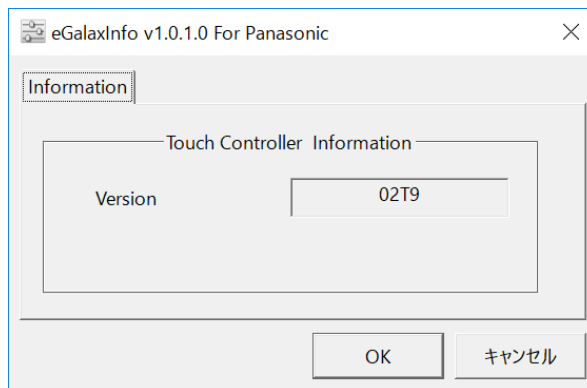 eGalaxInfo v1.0.1.0 For Panasonic
Information
Touch Controller Information
Version 02T9
OK キャンセル